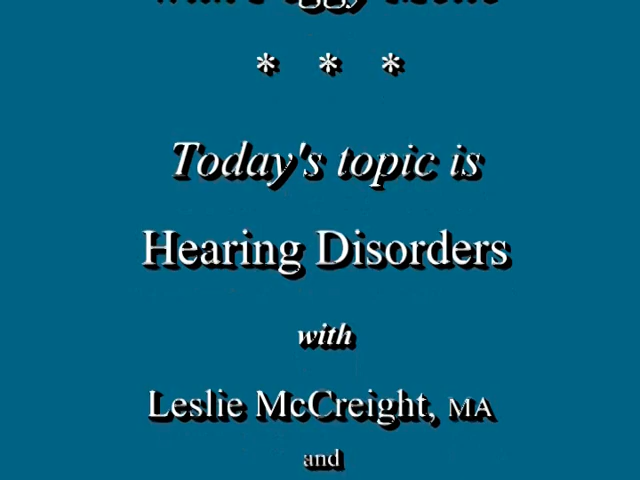 * * *
Today's topic is
Hearing Disorders
with
Leslie McCreight, MA
and